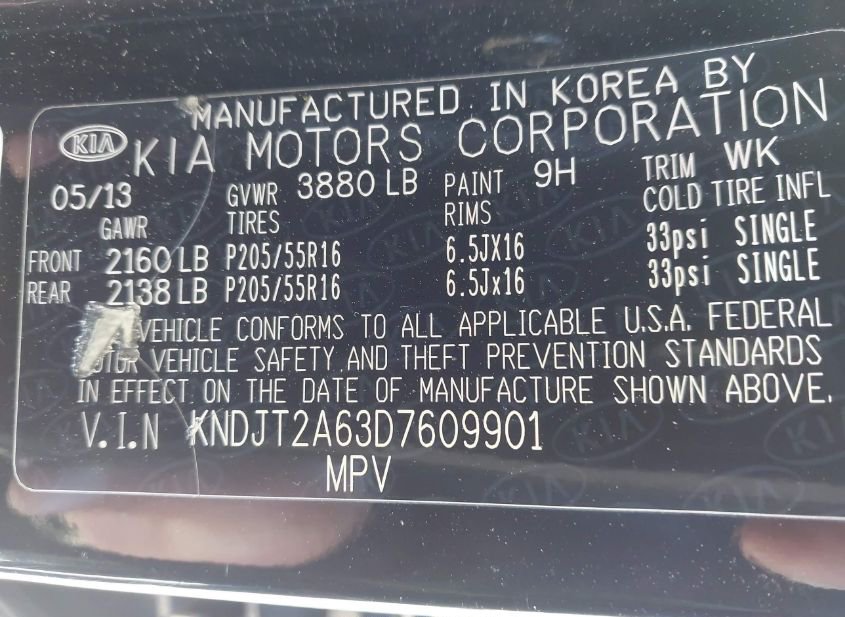 MANUFACTURED IN KOREA BY
KIA KIA MOTORS CORPORATION
05/13 GVWR 3880 LB PAINT 9H TRIM WK
GAWR TIRES RIMS COLD TIRE INFL
FRONT 2160 LB P205/55R16 6.5JX16 33psi SINGLE
REAR 2138 LB P205/55R16 6.5Jx16 33psi SINGLE
VEHICLE CONFORMS TO ALL APPLICABLE U.S.A. FEDERAL
VEHICLE SAFETY AND THEFT PREVENTION STANDARDS
IN EFFECT ON THE DATE OF MANUFACTURE SHOWN ABOVE.
V.I.N KNDJT2A63D7609901
MPV